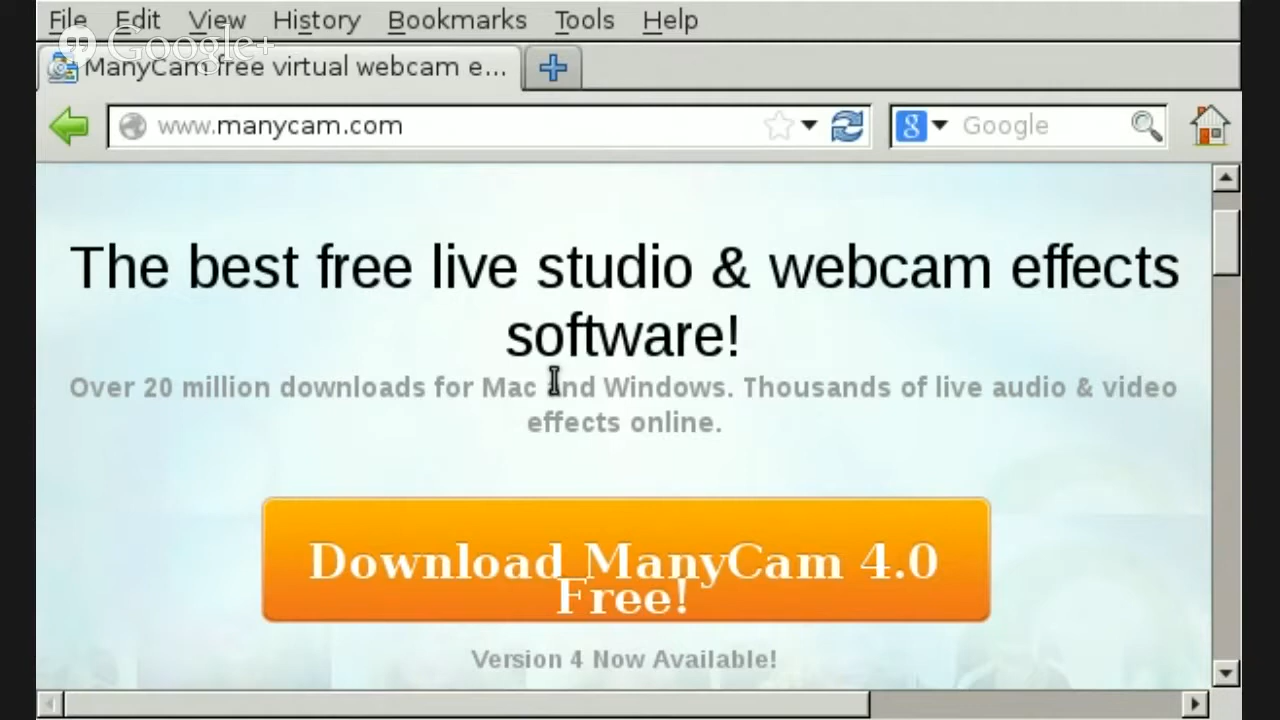 File Edit View History Bookmarks Tools Help
Google+
ManyCam free virtual webcam e...
www.manycam.com
8 Google
The best free live studio & webcam effects
software!
Over 20 million downloads for Mac and Windows. Thousands of live audio & video
effects online.
Download ManyCam 4.0
Free!
Version 4 Now Available!